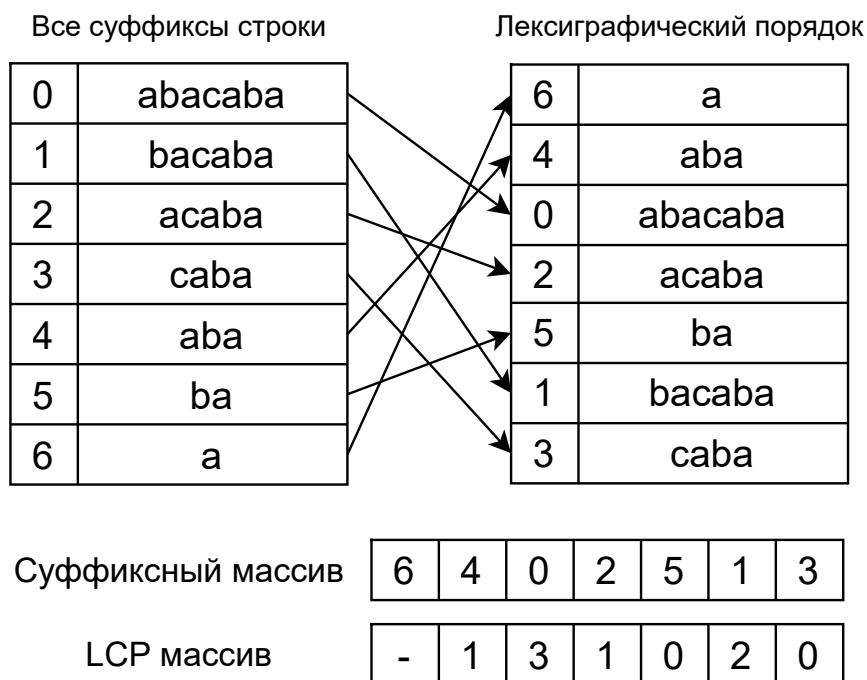 Все суффиксы строки Лексиграфический порядок
0 abacaba 6 a
1 bacaba 4 aba
2 acaba 0 abacaba
3 caba 2 acaba
4 aba 5 ba
5 ba 1 bacaba
6 a 3 caba
Суффиксный массив 6 4 0 2 5 1 3
LCP массив - 1 3 1 0 2 0